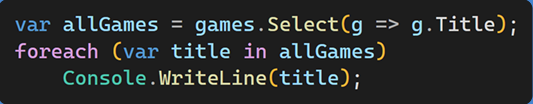 var allGames = games.Select(g => g.Title);
foreach (var title in allGames)
    Console.WriteLine(title);